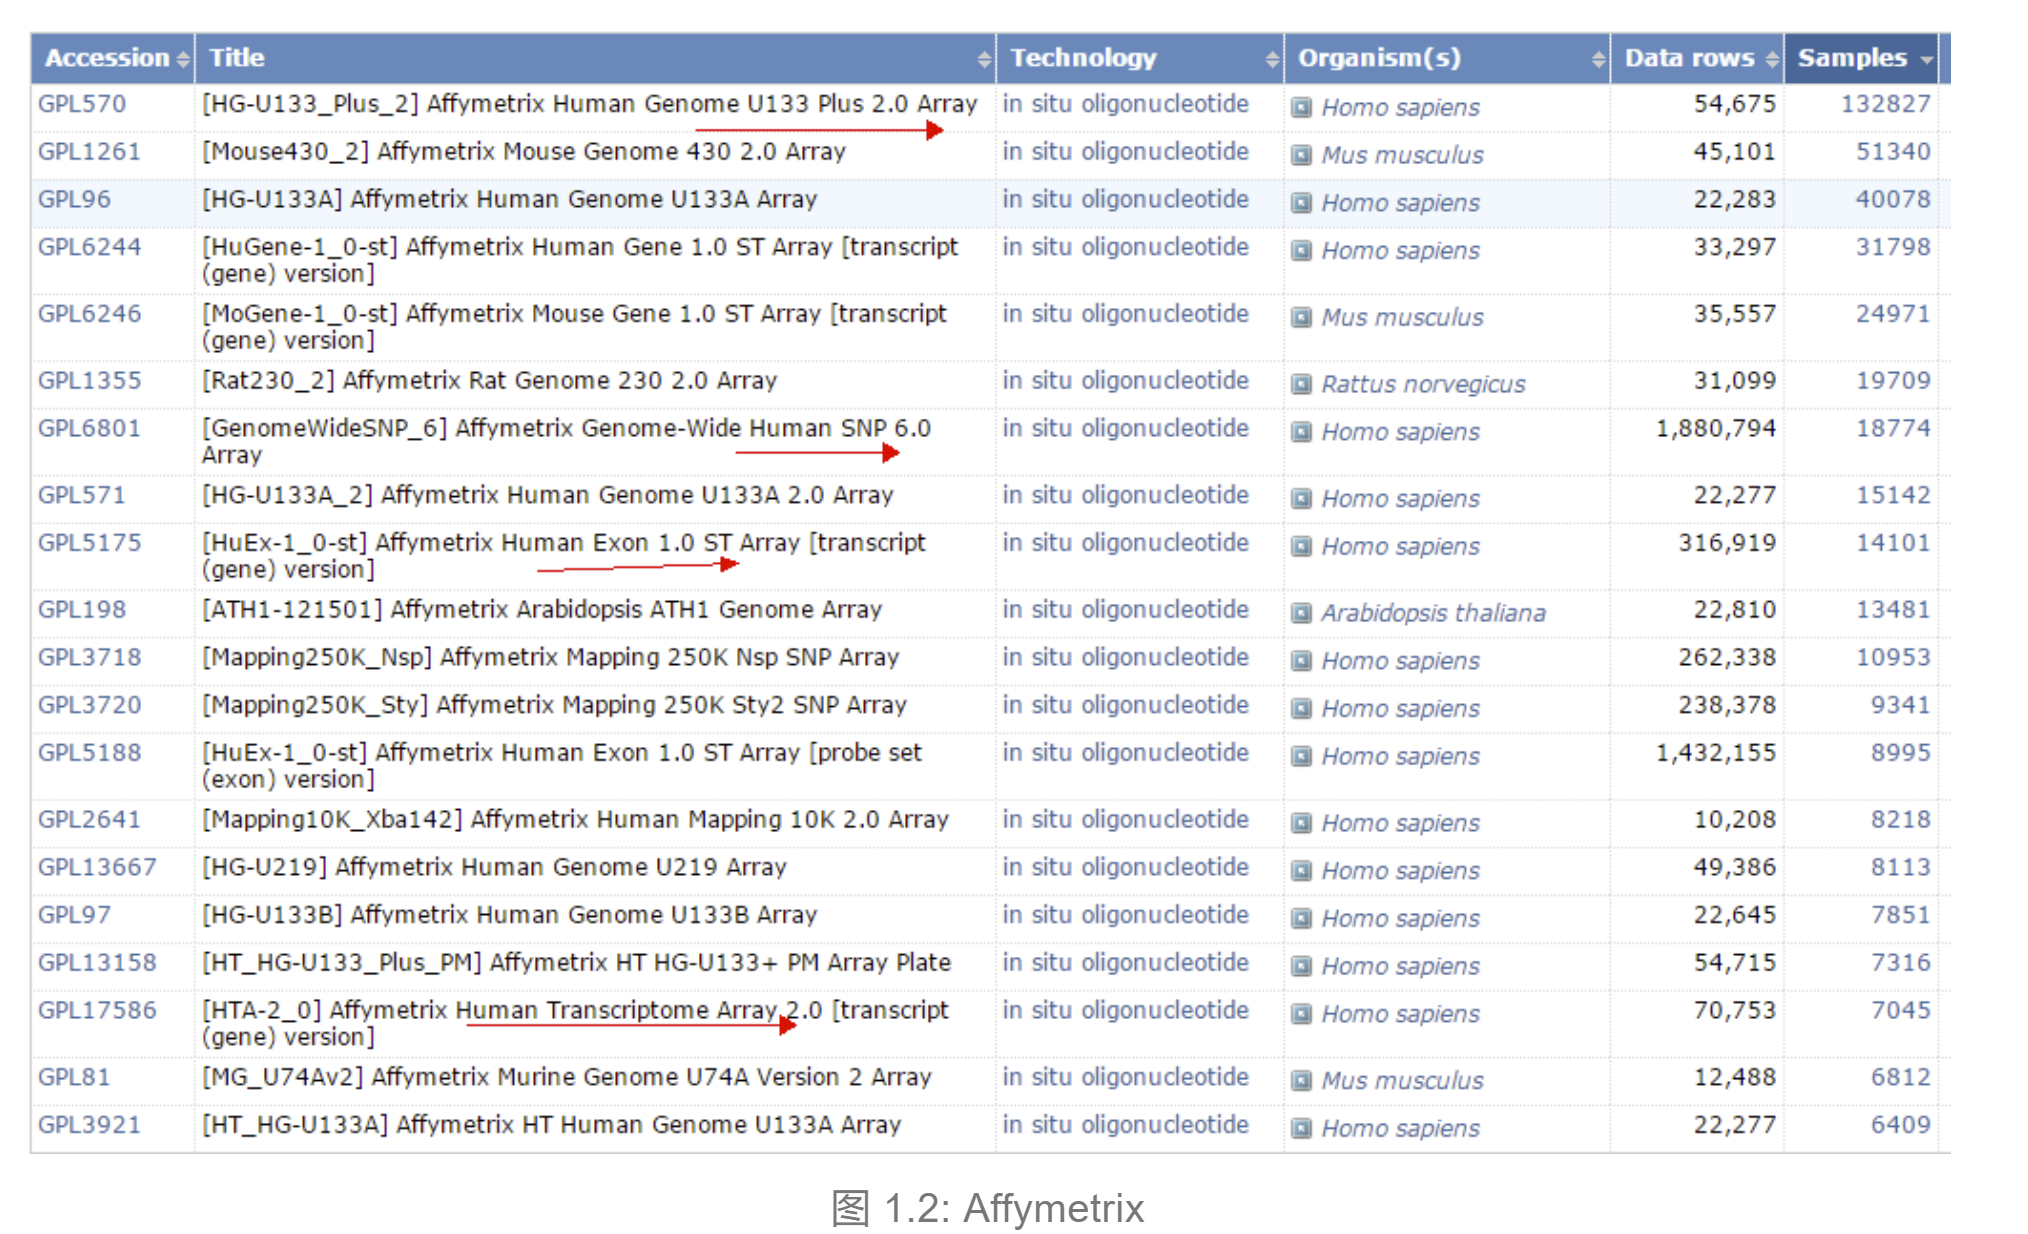 Accession Title Technology Organism(s) Data rows Samples
GPL570 [HG-U133_Plus_2] Affymetrix Human Genome U133 Plus 2.0 Array in situ oligonucleotide Homo sapiens 54,675 132827
GPL1261 [Mouse430_2] Affymetrix Mouse Genome 430 2.0 Array in situ oligonucleotide Mus musculus 45,101 51340
GPL96 [HG-U133A] Affymetrix Human Genome U133A Array in situ oligonucleotide Homo sapiens 22,283 40078
GPL6244 [HuGene-1_0-st] Affymetrix Human Gene 1.0 ST Array [transcript in situ oligonucleotide Homo sapiens 33,297 31798
(gene) version]
GPL6246 [MoGene-1_0-st] Affymetrix Mouse Gene 1.0 ST Array [transcript in situ oligonucleotide Mus musculus 35,557 24971
(gene) version]
GPL1355 [Rat230_2] Affymetrix Rat Genome 230 2.0 Array in situ oligonucleotide Rattus norvegicus 31,099 19709
GPL6801 [GenomeWideSNP_6] Affymetrix Genome-Wide Human SNP 6.0 in situ oligonucleotide Homo sapiens 1,880,794 18774
Array
GPL571 [HG-U133A_2] Affymetrix Human Genome U133A 2.0 Array in situ oligonucleotide Homo sapiens 22,277 15142
GPL5175 [HuEx-1_0-st] Affymetrix Human Exon 1.0 ST Array [transcript in situ oligonucleotide Homo sapiens 316,919 14101
(gene) version]
GPL198 [ATH1-121501] Affymetrix Arabidopsis ATH1 Genome Array in situ oligonucleotide Arabidopsis thaliana 22,810 13481
GPL3718 [Mapping250K_Nsp] Affymetrix Mapping 250K Nsp SNP Array in situ oligonucleotide Homo sapiens 262,338 10953
GPL3720 [Mapping250K_Sty] Affymetrix Mapping 250K Sty2 SNP Array in situ oligonucleotide Homo sapiens 238,378 9341
GPL5188 [HuEx-1_0-st] Affymetrix Human Exon 1.0 ST Array [probe set in situ oligonucleotide Homo sapiens 1,432,155 8995
(exon) version]
GPL2641 [Mapping10K_Xba142] Affymetrix Human Mapping 10K 2.0 Array in situ oligonucleotide Homo sapiens 10,208 8218
GPL13667 [HG-U219] Affymetrix Human Genome U219 Array in situ oligonucleotide Homo sapiens 49,386 8113
GPL97 [HG-U133B] Affymetrix Human Genome U133B Array in situ oligonucleotide Homo sapiens 22,645 7851
GPL13158 [HT_HG-U133_Plus_PM] Affymetrix HT HG-U133+ PM Array Plate in situ oligonucleotide Homo sapiens 54,715 7316
GPL17586 [HTA-2_0] Affymetrix Human Transcriptome Array 2.0 [transcript in situ oligonucleotide Homo sapiens 70,753 7045
(gene) version]
GPL81 [MG_U74Av2] Affymetrix Murine Genome U74A Version 2 Array in situ oligonucleotide Mus musculus 12,488 6812
GPL3921 [HT_HG-U133A] Affymetrix HT Human Genome U133A Array in situ oligonucleotide Homo sapiens 22,277 6409
图 1.2: Affymetrix